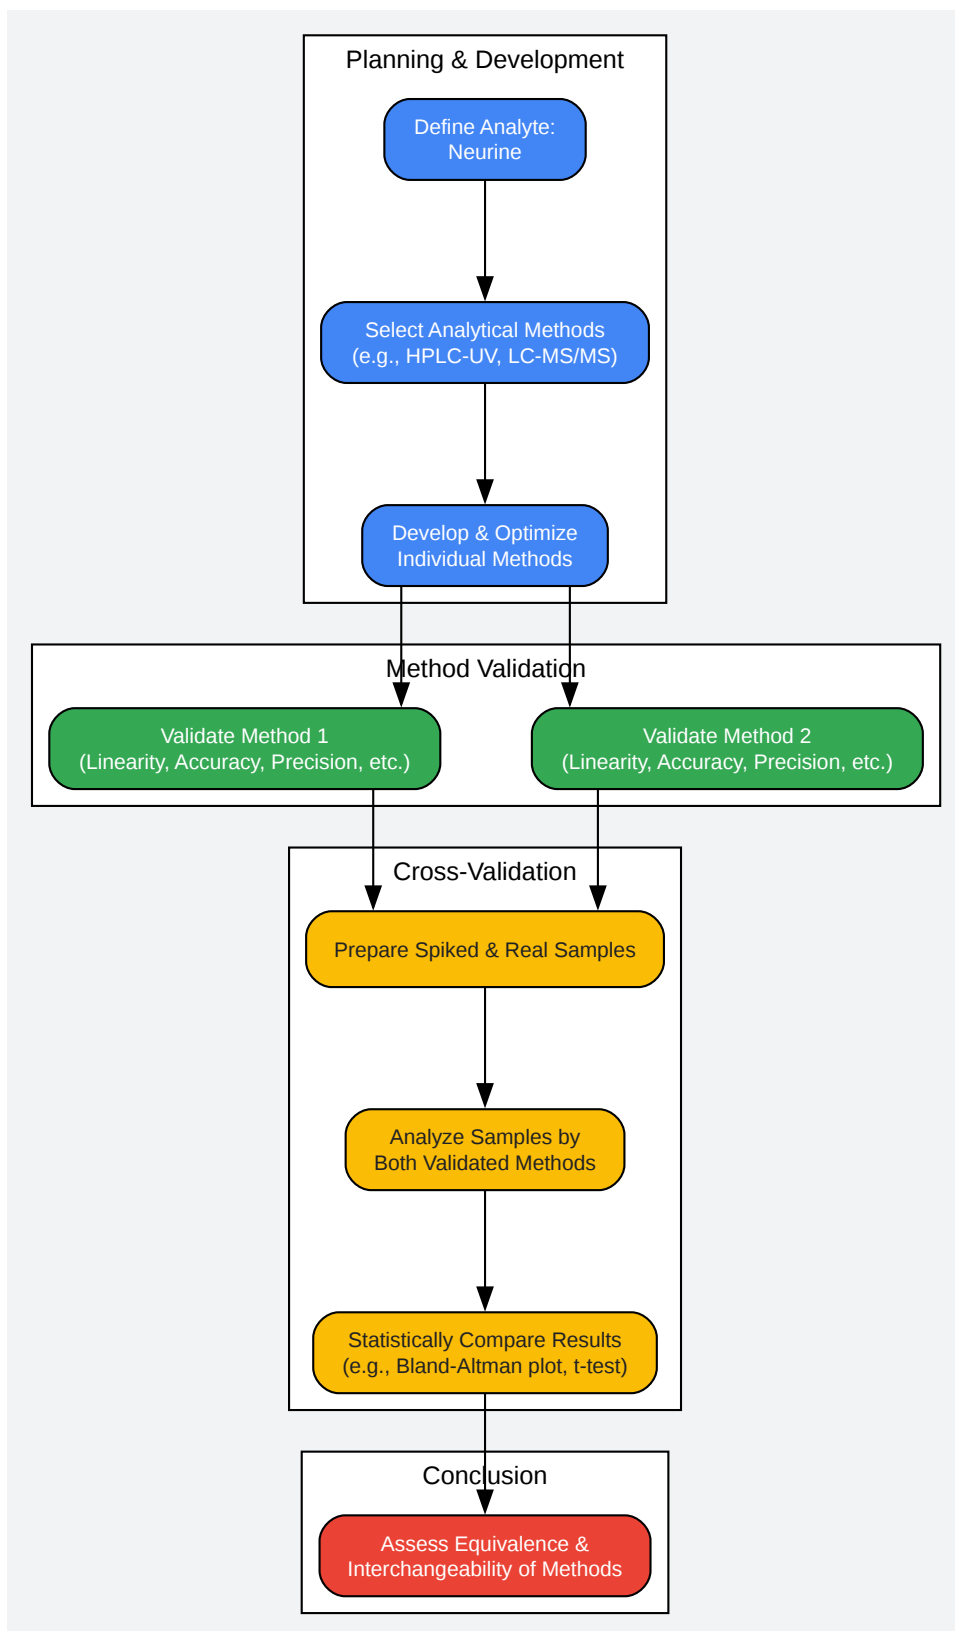 Planning & Development
Define Analyte:
Neurine
Select Analytical Methods
(e.g., HPLC-UV, LC-MS/MS)
Develop & Optimize
Individual Methods
Method Validation
Validate Method 1
(Linearity, Accuracy, Precision, etc.)
Validate Method 2
(Linearity, Accuracy, Precision, etc.)
Cross-Validation
Prepare Spiked & Real Samples
Analyze Samples by
Both Validated Methods
Statistically Compare Results
(e.g., Bland-Altman plot, t-test)
Conclusion
Assess Equivalence &
Interchangeability of Methods